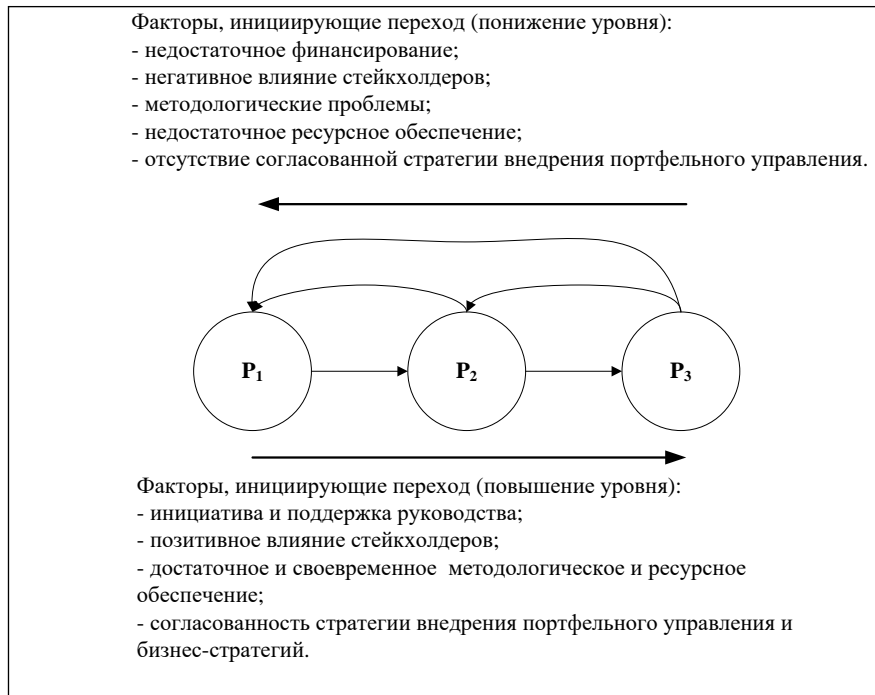 Факторы, инициирующие переход (понижение уровня):
- недостаточное финансирование;
- негативное влияние стейкхолдеров;
- методологические проблемы;
- недостаточное ресурсное обеспечение;
- отсутствие согласованной стратегии внедрения портфельного управления.
P₁ P₂ P₃
Факторы, инициирующие переход (повышение уровня):
- инициатива и поддержка руководства;
- позитивное влияние стейкхолдеров;
- достаточное и своевременное  методологическое и ресурсное
обеспечение;
- согласованность стратегии внедрения портфельного управления и
бизнес-стратегий.